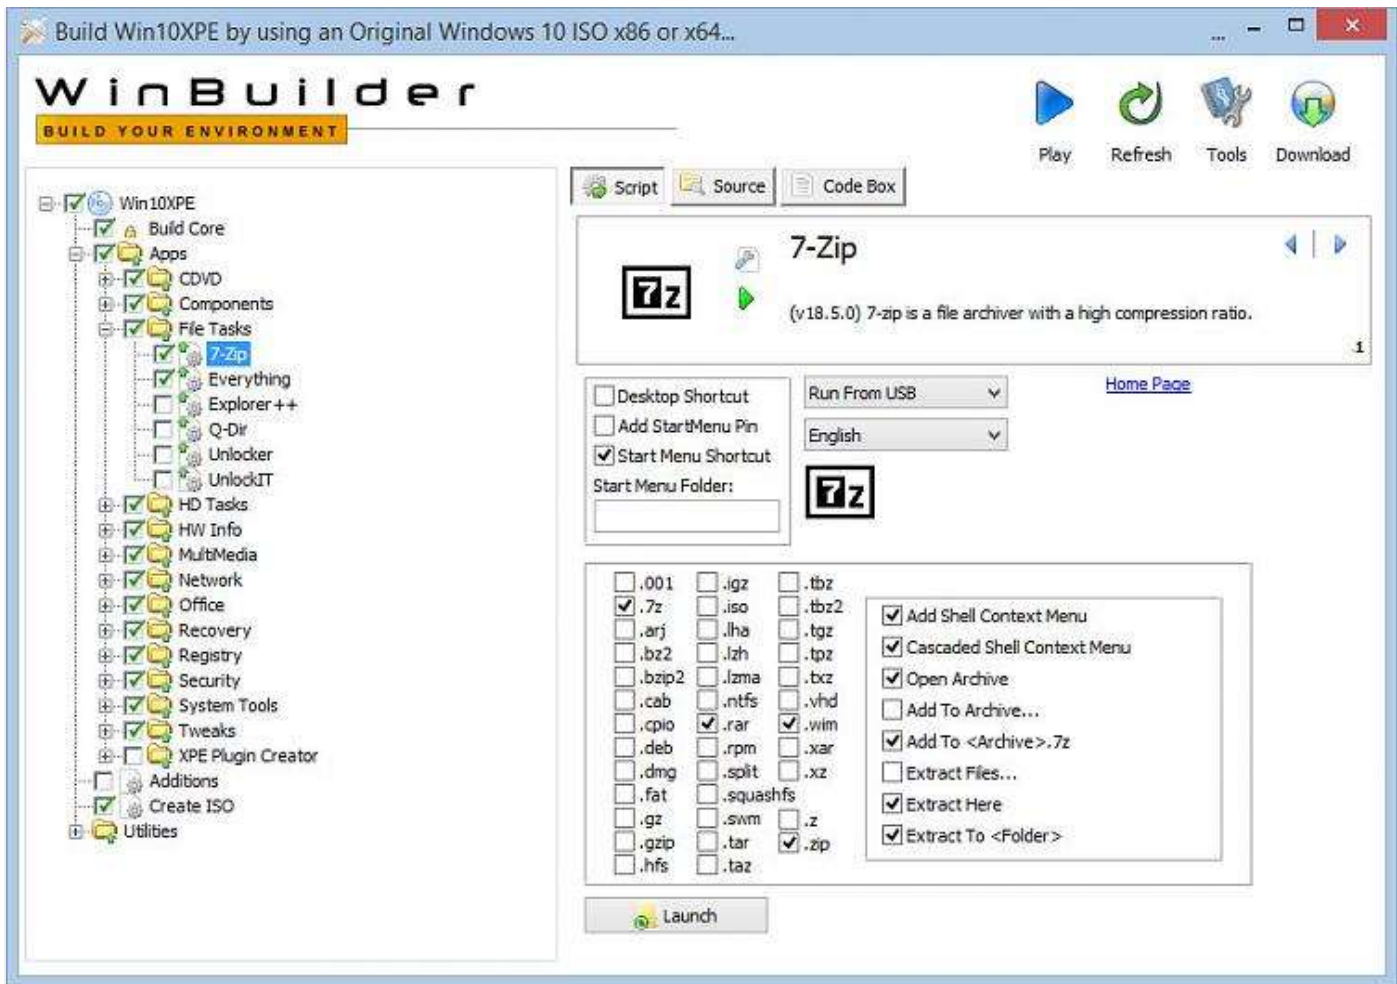 Build Win10XPE by using an Original Windows 10 ISO x86 or x64...
WinBuilder
BUILD YOUR ENVIRONMENT
Play Refresh Tools Download
Script Source Code Box
Win10XPE
Build Core
Apps
CDVD
Components
File Tasks
7-Zip
Everything
Explorer++
Q-Dir
Unlocker
UnlockIT
HD Tasks
HW Info
MultiMedia
Network
Office
Recovery
Registry
Security
System Tools
Tweaks
XPE Plugin Creator
Additions
Create ISO
Utilities
7z
7-Zip
(v18.5.0) 7-zip is a file archiver with a high compression ratio.
1
Desktop Shortcut
Add StartMenu Pin
Start Menu Shortcut
Start Menu Folder:
Run From USB
English
Home Page
7z
.001 .igz .tbz
.7z .iso .tbz2
.arj .lha .tgz
.bz2 .lzh .tpz
.bzip2 .lzma .txz
.cab .ntfs .vhd
.cpio .rar .wim
.deb .rpm .xar
.dmg .split .xz
.fat .squashfs
.gz .swm .z
.gzip .tar .zip
.hfs .taz
Add Shell Context Menu
Cascaded Shell Context Menu
Open Archive
Add To Archive...
Add To <Archive>.7z
Extract Files...
Extract Here
Extract To <Folder>
Launch